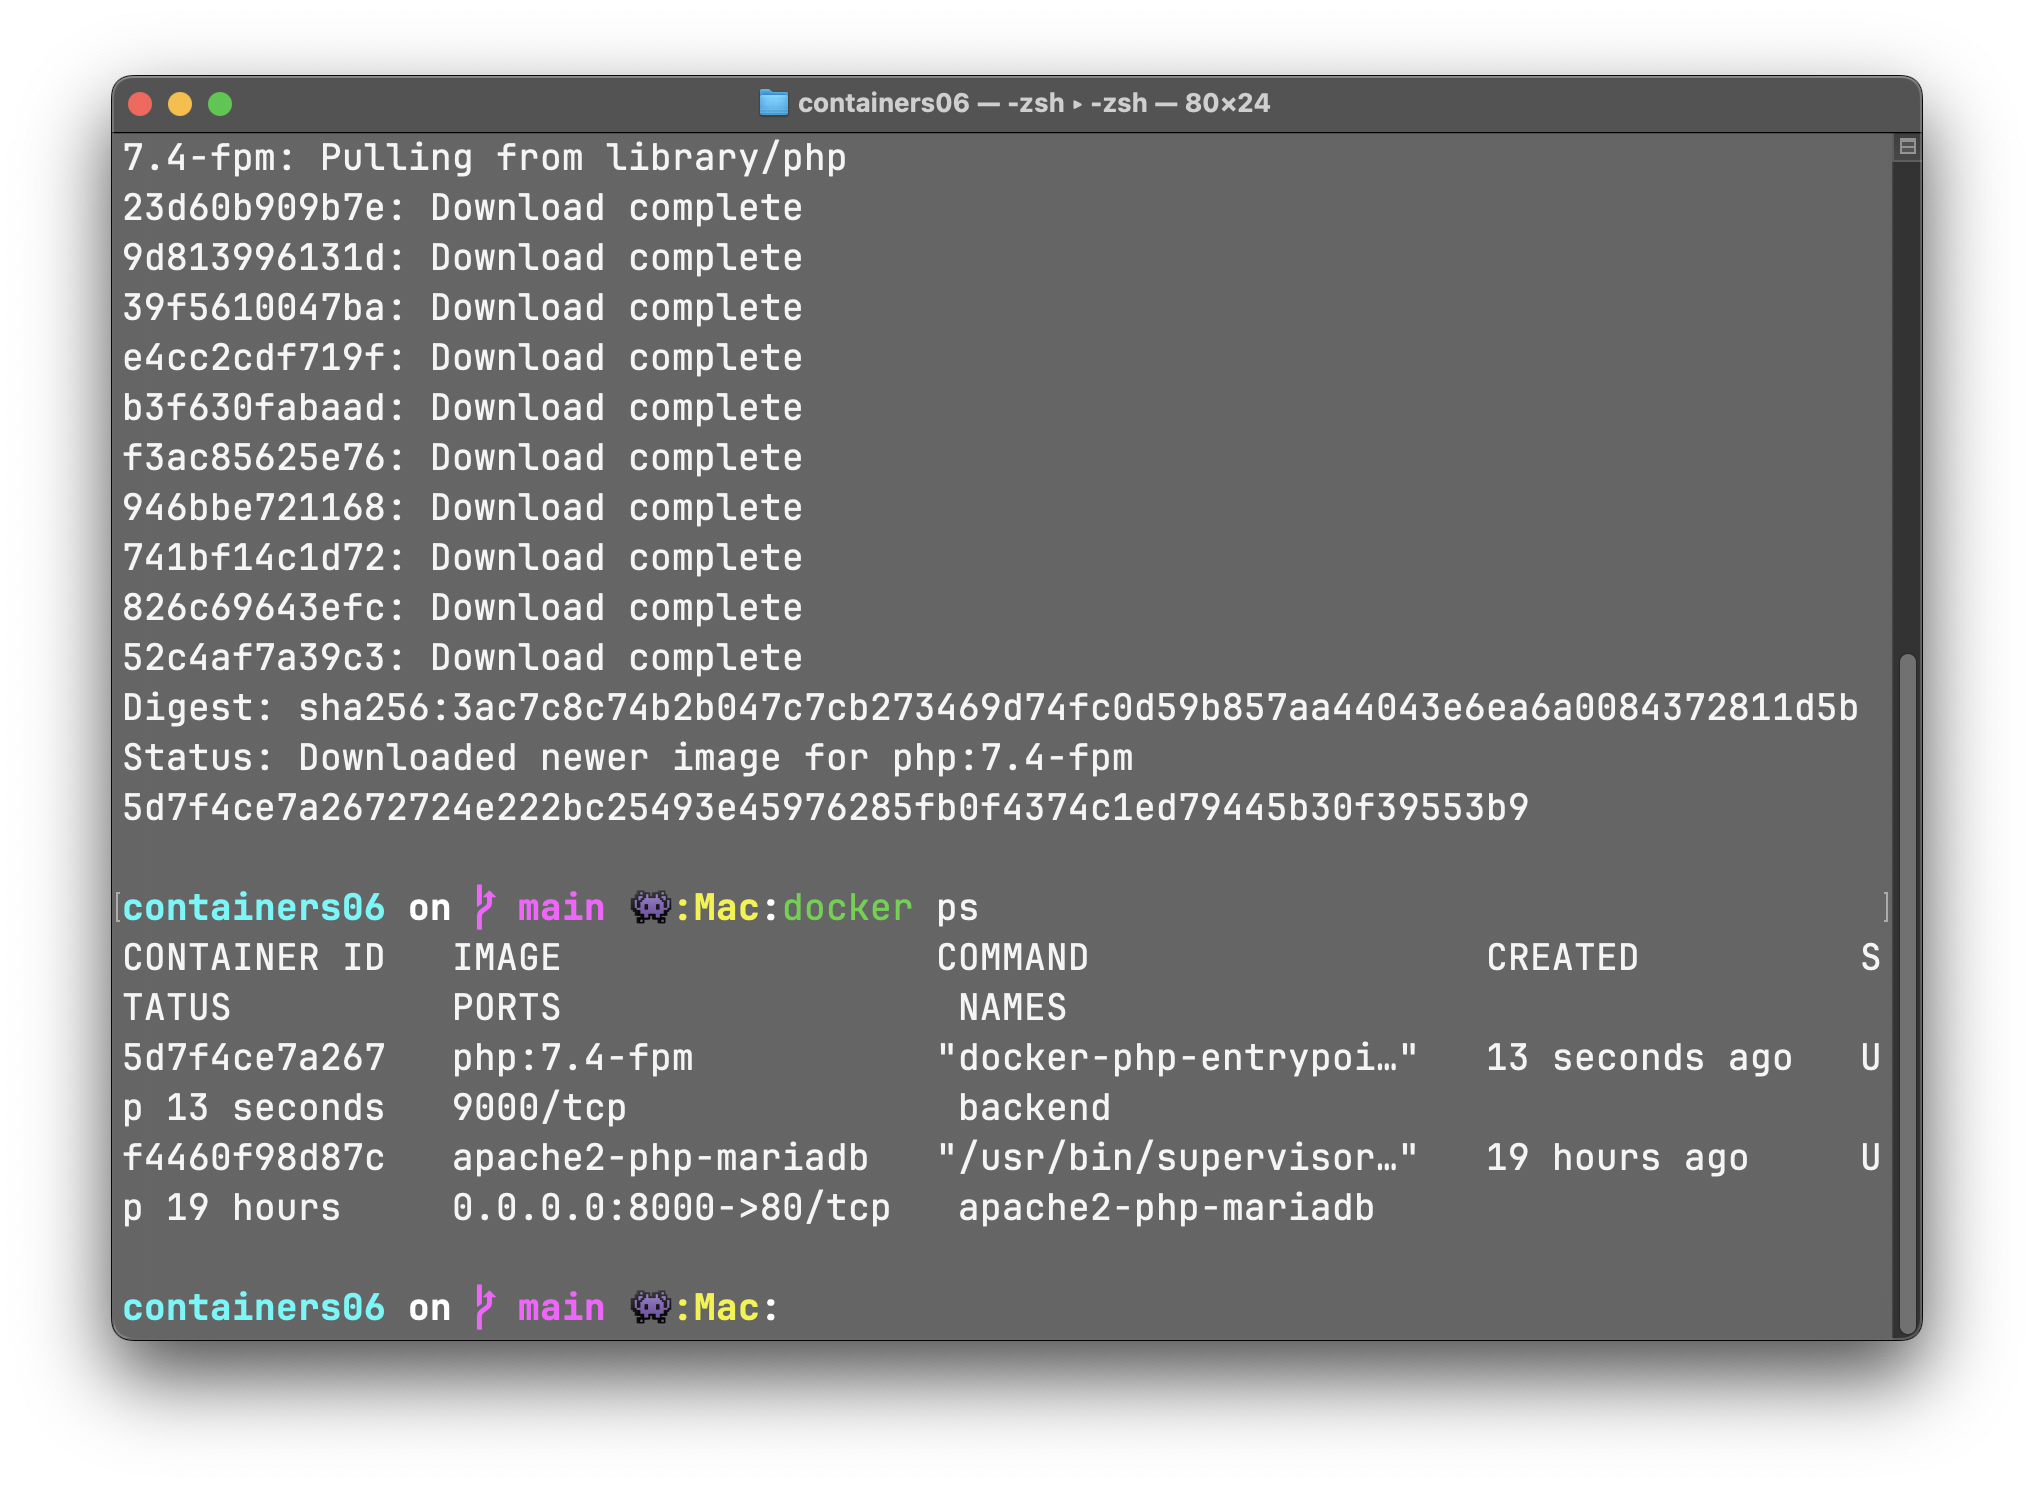 containers06 — -zsh ▸ -zsh — 80×24
7.4-fpm: Pulling from library/php
23d60b909b7e: Download complete
9d813996131d: Download complete
39f5610047ba: Download complete
e4cc2cdf719f: Download complete
b3f630fabaad: Download complete
f3ac85625e76: Download complete
946bbe721168: Download complete
741bf14c1d72: Download complete
826c69643efc: Download complete
52c4af7a39c3: Download complete
Digest: sha256:3ac7c8c74b2b047c7cb273469d74fc0d59b857aa44043e6ea6a0084372811d5b
Status: Downloaded newer image for php:7.4-fpm
5d7f4ce7a2672724e222bc25493e45976285fb0f4374c1ed79445b30f39553b9
containers06 on main 👾:Mac:docker ps
CONTAINER ID   IMAGE                 COMMAND                  CREATED          S
TATUS          PORTS                  NAMES
5d7f4ce7a267   php:7.4-fpm           "docker-php-entrypoi…"   13 seconds ago   U
p 13 seconds   9000/tcp               backend
f4460f98d87c   apache2-php-mariadb   "/usr/bin/supervisor…"   19 hours ago     U
p 19 hours     0.0.0.0:8000->80/tcp   apache2-php-mariadb
containers06 on main 👾:Mac: